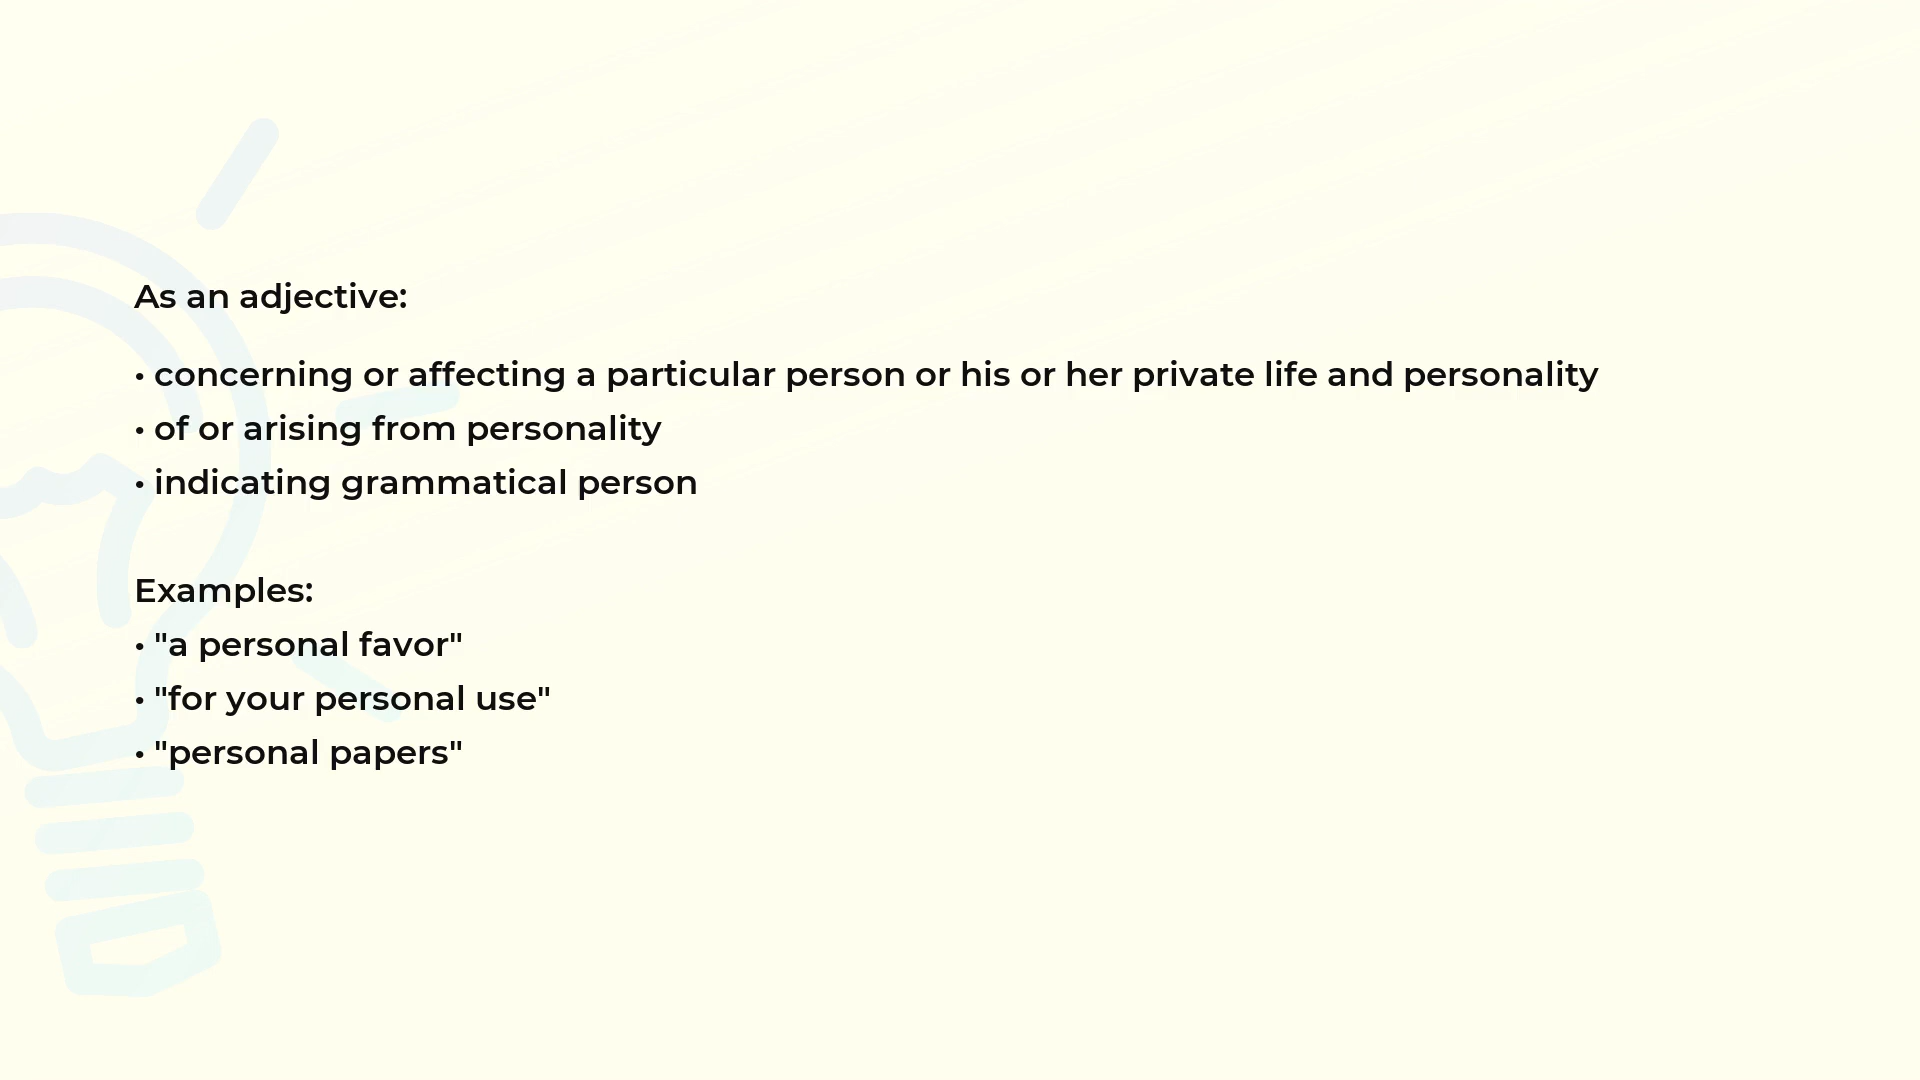 As an adjective:
• concerning or affecting a particular person or his or her private life and personality
• of or arising from personality
• indicating grammatical person
Examples:
• "a personal favor"
• "for your personal use"
• "personal papers"